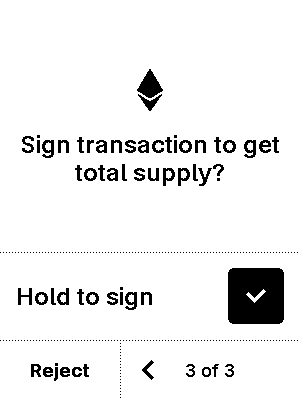 Sign transaction to get
total supply?
Hold to sign
Reject
3 of 3